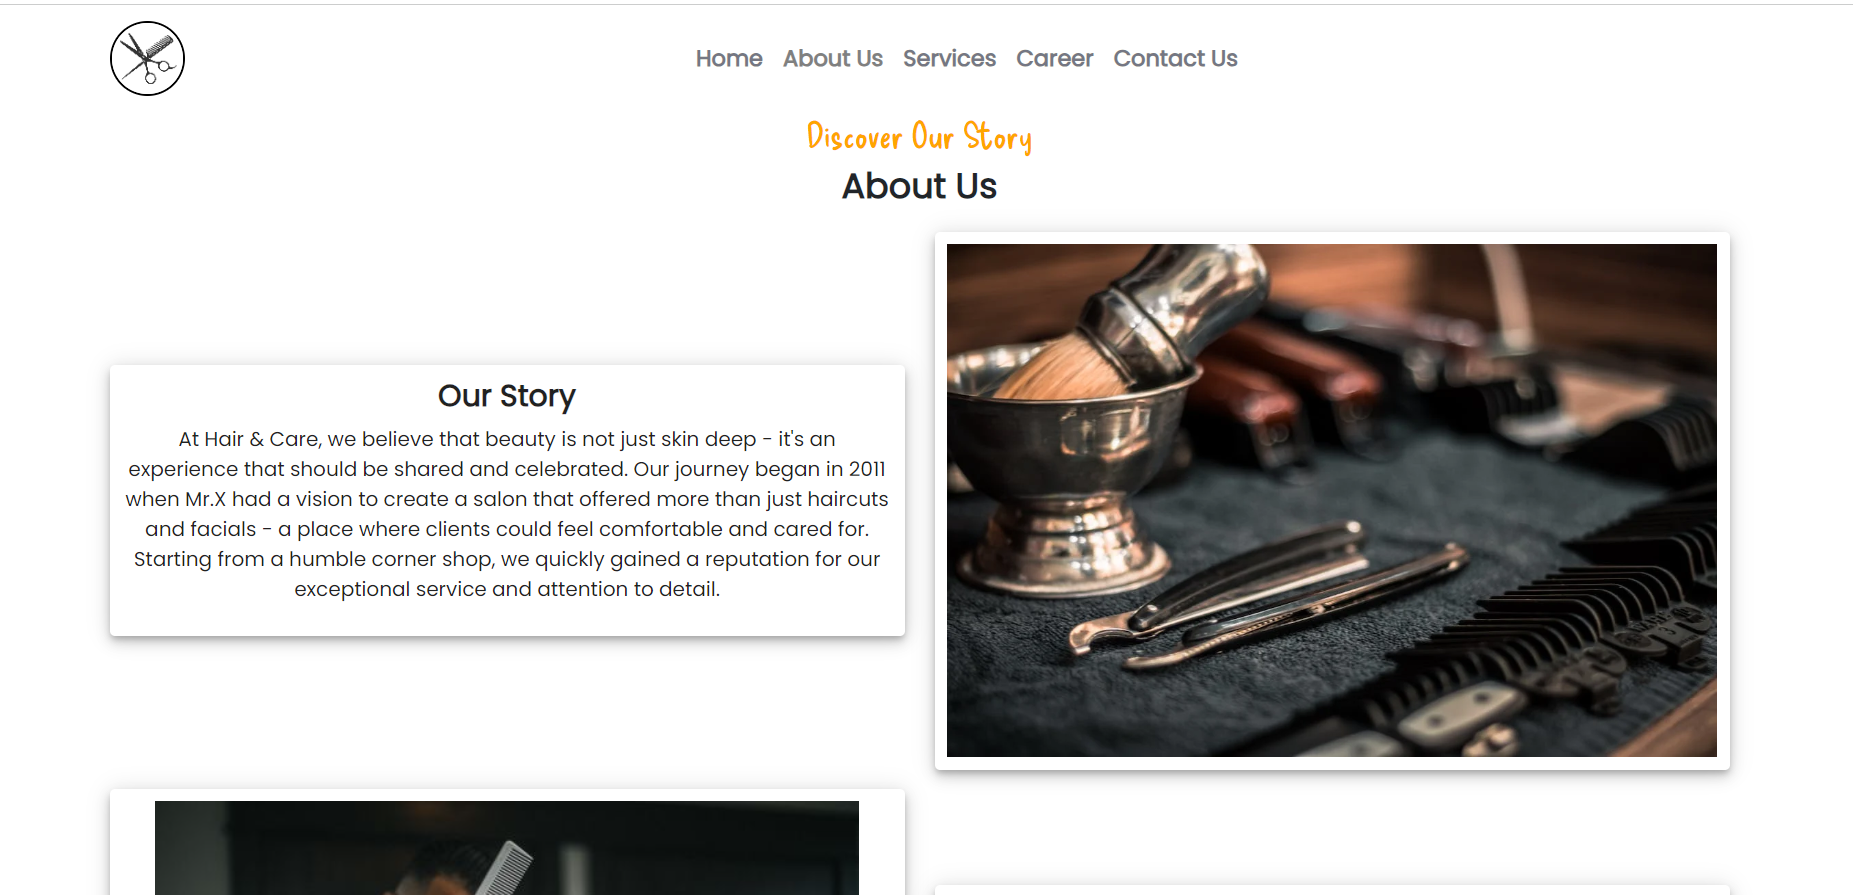 Home About Us Services Career Contact Us
Discover Our Story
About Us
Our Story
At Hair & Care, we believe that beauty is not just skin deep - it's an
experience that should be shared and celebrated. Our journey began in 2011
when Mr.X had a vision to create a salon that offered more than just haircuts
and facials - a place where clients could feel comfortable and cared for.
Starting from a humble corner shop, we quickly gained a reputation for our
exceptional service and attention to detail.